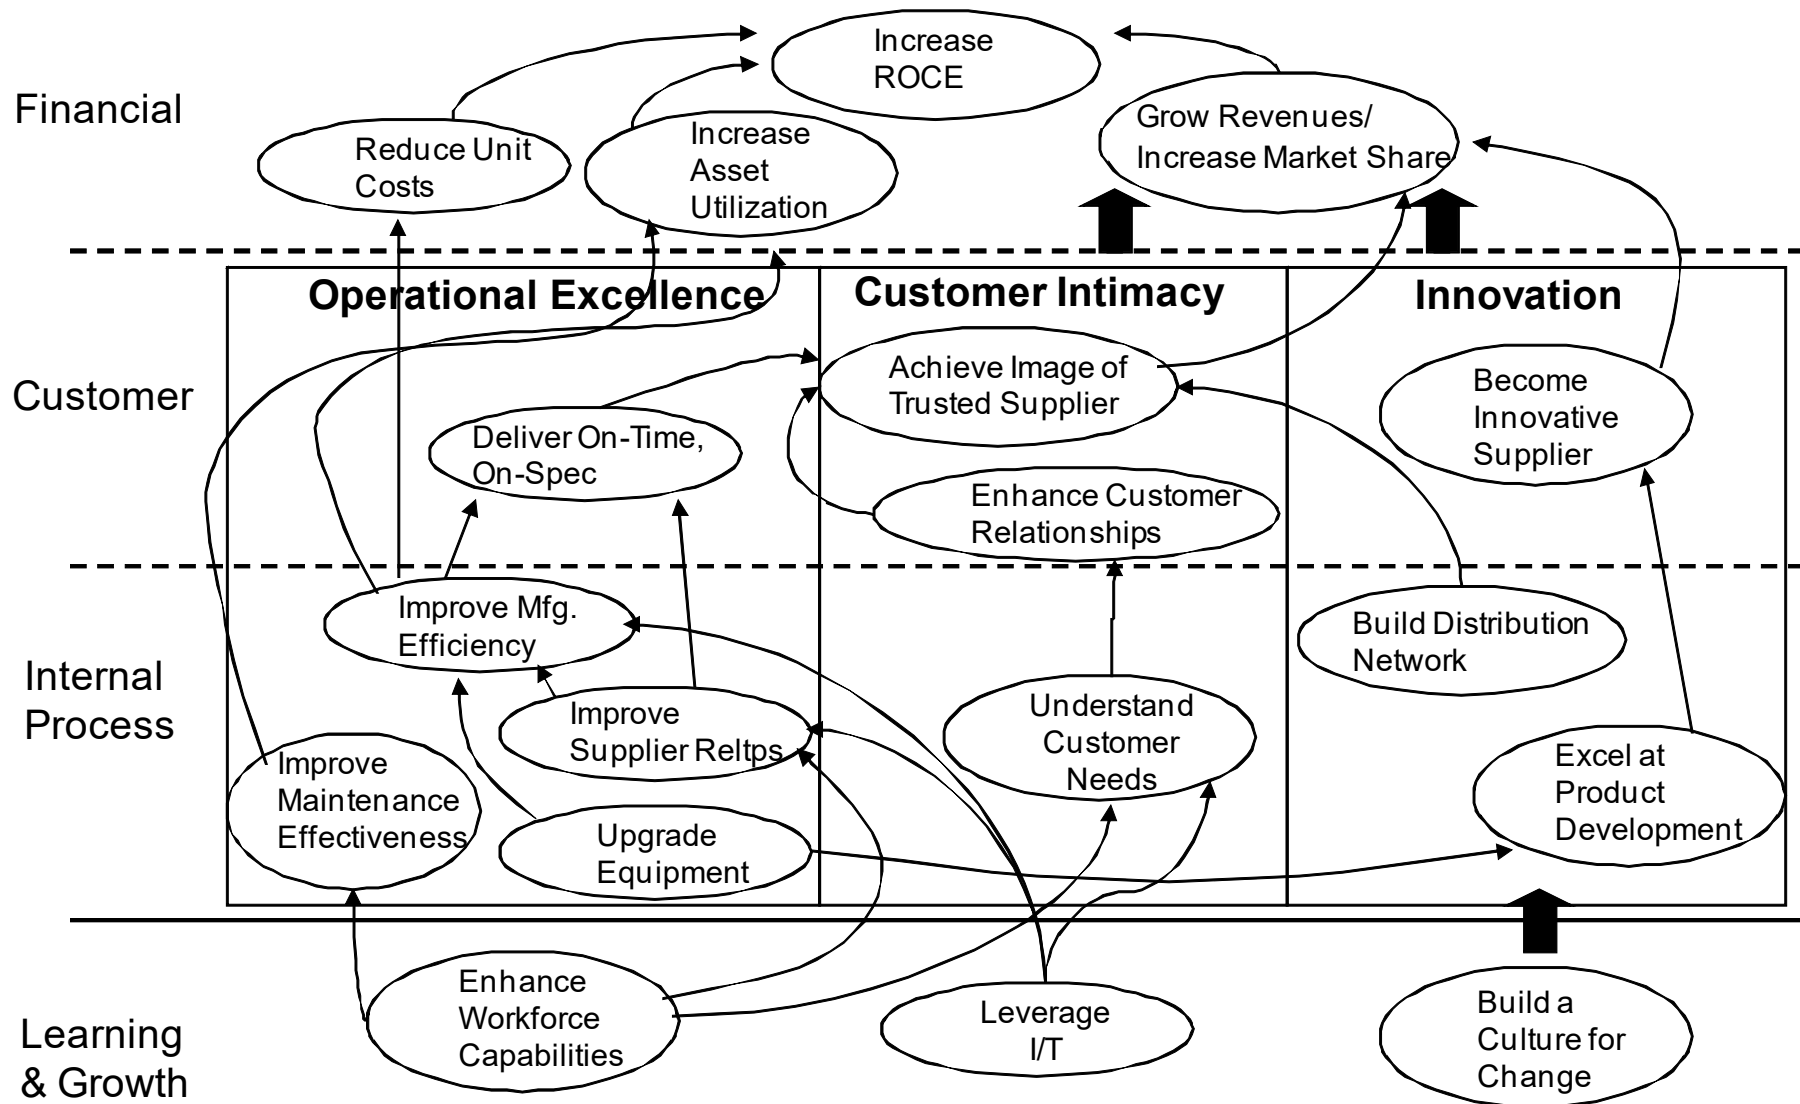 Increase
ROCE
Financial
Grow Revenues/
Increase Market Share
Reduce Unit
Costs
Increase
Asset
Utilization
Operational Excellence
Customer Intimacy
Innovation
Customer
Achieve Image of
Trusted Supplier
Become
Innovative
Supplier
Deliver On-Time,
On-Spec
Enhance Customer
Relationships
Internal
Process
Improve Mfg.
Efficiency
Build Distribution
Network
Improve
Supplier Reltps
Understand
Customer
Needs
Improve
Maintenance
Effectiveness
Excel at
Product
Development
Upgrade
Equipment
Learning
& Growth
Enhance
Workforce
Capabilities
Leverage
I/T
Build a
Culture for
Change